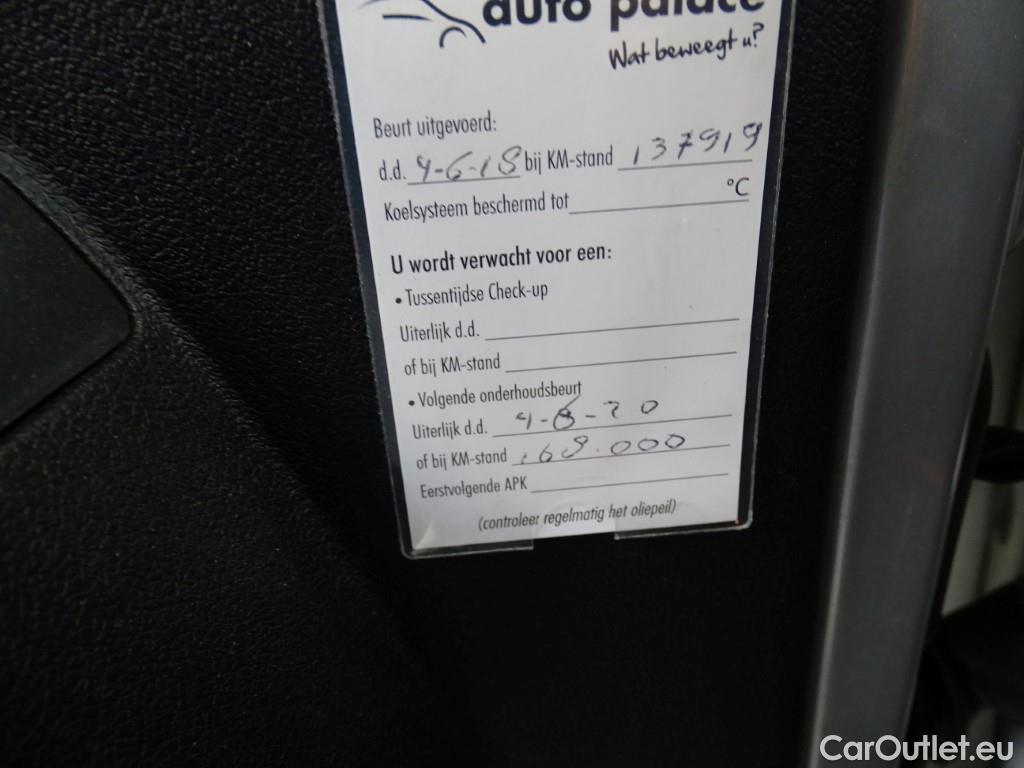 auto palace
Wat beweegt u?
Beurt uitgevoerd:
d.d. 4-6-18 bij KM-stand 137919
Koelsysteem beschermd tot °C
U wordt verwacht voor een:
• Tussentijdse Check-up
Uiterlijk d.d.
of bij KM-stand
• Volgende onderhoudsbeurt
Uiterlijk d.d. 4-6-20
of bij KM-stand 168.000
Eerstvolgende APK
(controleer regelmatig het oliepeil)
CarOutlet.eu